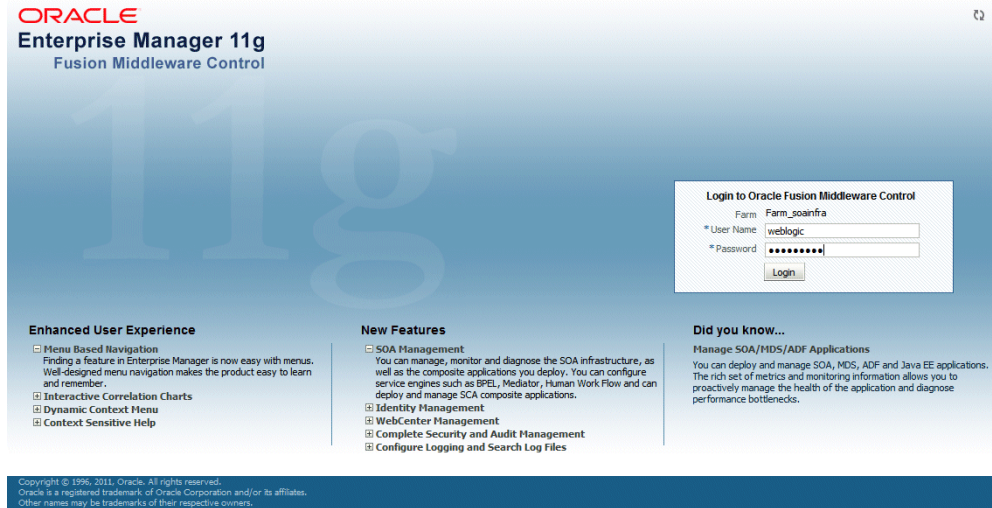 ORACLE
Enterprise Manager 11g
Fusion Middleware Control
11g
Login to Oracle Fusion Middleware Control
Farm Farm_soainfra
* User Name weblogic
* Password •••••••••
Login
Enhanced User Experience
Menu Based Navigation
Finding a feature in Enterprise Manager is now easy with menus.
Well-designed menu navigation makes the product easy to learn
and remember.
Interactive Correlation Charts
Dynamic Context Menu
Context Sensitive Help
New Features
SOA Management
You can manage, monitor and diagnose the SOA infrastructure, as
well as the composite applications you deploy. You can configure
service engines such as BPEL, Mediator, Human Work Flow and can
deploy and manage SCA composite applications.
Identity Management
WebCenter Management
Complete Security and Audit Management
Configure Logging and Search Log Files
Did you know...
Manage SOA/MDS/ADF Applications
You can deploy and manage SOA, MDS, ADF and Java EE applications.
The rich set of metrics and monitoring information allows you to
proactively manage the health of the application and diagnose
performance bottlenecks.
Copyright © 1996, 2011, Oracle. All rights reserved.
Oracle is a registered trademark of Oracle Corporation and/or its affiliates.
Other names may be trademarks of their respective owners.